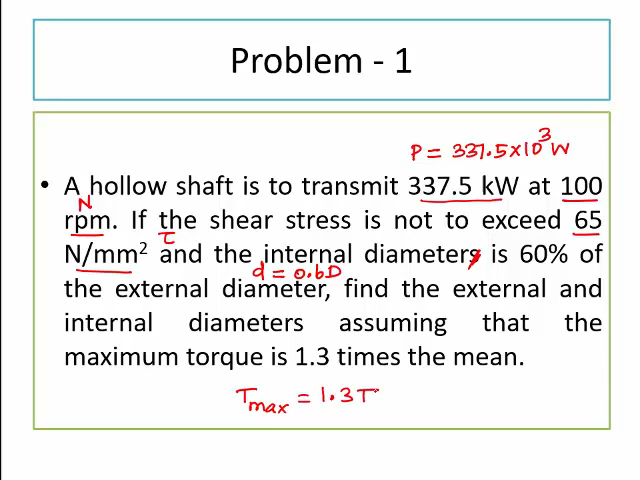 Problem - 1
P = 337.5×10³ W
• A hollow shaft is to transmit 337.5 kW at 100
N
rpm. If the shear stress is not to exceed 65
τ
N/mm² and the internal diameters is 60% of
d = 0.6D
the external diameter, find the external and
internal diameters assuming that the
maximum torque is 1.3 times the mean.
Tmax = 1.3 T